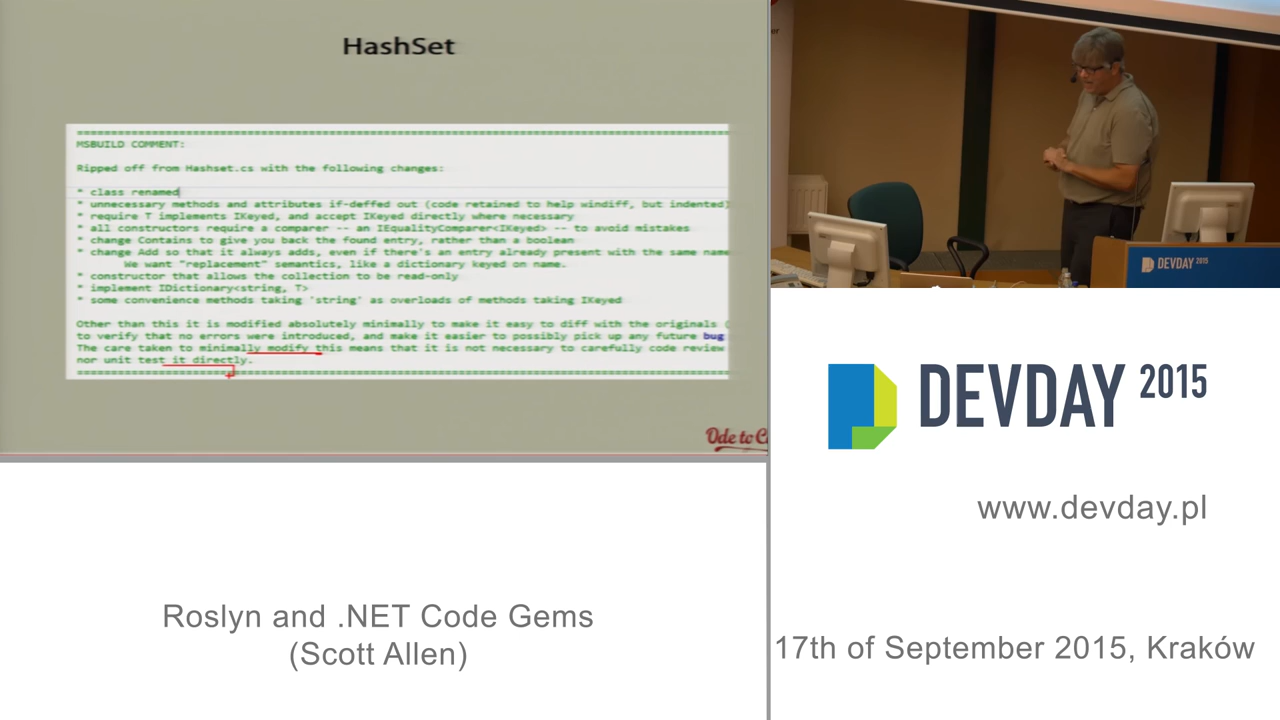 HashSet
MSBUILD COMMENT:
Ripped off from Hashset.cs with the following changes:
* class renamed
* unnecessary methods and attributes if-deffed out (code retained to help windiff, but indented)
* require T implements IKeyed, and accept IKeyed directly where necessary
* all constructors require a comparer -- an IEqualityComparer<IKeyed> -- to avoid mistakes
* change Contains to give you back the found entry, rather than a boolean
* change Add so that it always adds, even if there's an entry already present with the same name
We want "replacement" semantics, like a dictionary keyed on name.
* constructor that allows the collection to be read-only
* implement IDictionary<string, T>
* some convenience methods taking 'string' as overloads of methods taking IKeyed
Other than this it is modified absolutely minimally to make it easy to diff with the originals (
to verify that no errors were introduced, and make it easier to possibly pick up any future bug
The care taken to minimally modify this means that it is not necessary to carefully code review
nor unit test it directly.
Ode to C
DEVDAY 2015
DEVDAY 2015
www.devday.pl
Roslyn and .NET Code Gems
(Scott Allen)
17th of September 2015, Kraków